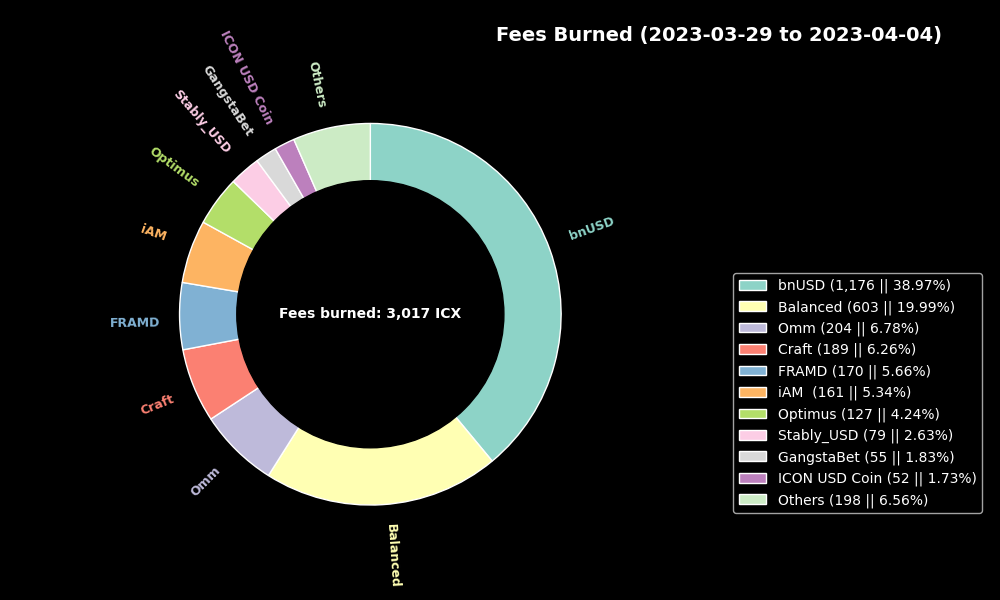 Fees Burned (2023-03-29 to 2023-04-04)
ICON USD Coin
Others
GangstaBet
Stably_USD
Optimus
iAM
bnUSD
FRAMD
Fees burned: 3,017 ICX
Craft
Omm
Balanced
bnUSD (1,176 || 38.97%)
Balanced (603 || 19.99%)
Omm (204 || 6.78%)
Craft (189 || 6.26%)
FRAMD (170 || 5.66%)
iAM  (161 || 5.34%)
Optimus (127 || 4.24%)
Stably_USD (79 || 2.63%)
GangstaBet (55 || 1.83%)
ICON USD Coin (52 || 1.73%)
Others (198 || 6.56%)